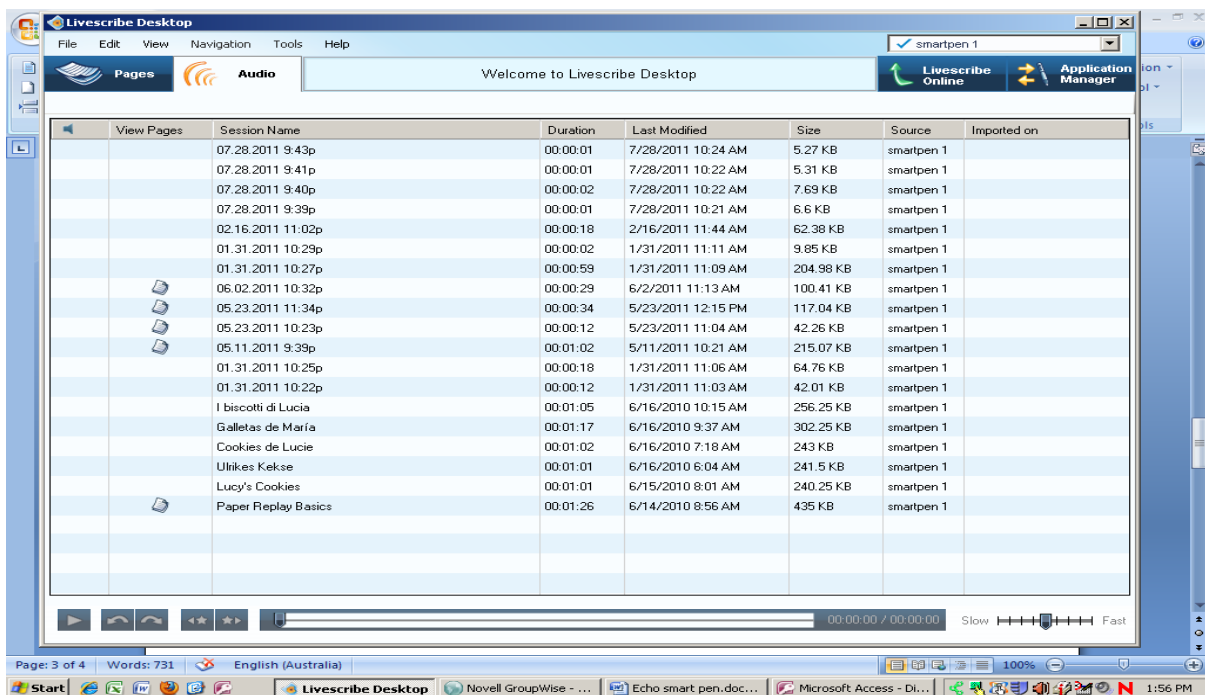 Livescribe Desktop
File Edit View Navigation Tools Help smartpen 1
Pages Audio Welcome to Livescribe Desktop Livescribe Online Application Manager
View Pages Session Name Duration Last Modified Size Source Imported on
07.28.2011 9:43p 00:00:01 7/28/2011 10:24 AM 5.27 KB smartpen 1
07.28.2011 9:41p 00:00:01 7/28/2011 10:22 AM 5.31 KB smartpen 1
07.28.2011 9:40p 00:00:02 7/28/2011 10:22 AM 7.69 KB smartpen 1
07.28.2011 9:39p 00:00:01 7/28/2011 10:21 AM 6.6 KB smartpen 1
02.16.2011 11:02p 00:00:18 2/16/2011 11:44 AM 62.38 KB smartpen 1
01.31.2011 10:29p 00:00:02 1/31/2011 11:11 AM 9.85 KB smartpen 1
01.31.2011 10:27p 00:00:59 1/31/2011 11:09 AM 204.98 KB smartpen 1
06.02.2011 10:32p 00:00:29 6/2/2011 11:13 AM 100.41 KB smartpen 1
05.23.2011 11:34p 00:00:34 5/23/2011 12:15 PM 117.04 KB smartpen 1
05.23.2011 10:23p 00:00:12 5/23/2011 11:04 AM 42.26 KB smartpen 1
05.11.2011 9:39p 00:01:02 5/11/2011 10:21 AM 215.07 KB smartpen 1
01.31.2011 10:25p 00:00:18 1/31/2011 11:06 AM 64.76 KB smartpen 1
01.31.2011 10:22p 00:00:12 1/31/2011 11:03 AM 42.01 KB smartpen 1
I biscotti di Lucia 00:01:05 6/16/2010 10:15 AM 256.25 KB smartpen 1
Galletas de María 00:01:17 6/16/2010 9:37 AM 302.25 KB smartpen 1
Cookies de Lucie 00:01:02 6/16/2010 7:18 AM 243 KB smartpen 1
Ulrikes Kekse 00:01:01 6/16/2010 6:04 AM 241.5 KB smartpen 1
Lucy's Cookies 00:01:01 6/15/2010 8:01 AM 240.25 KB smartpen 1
Paper Replay Basics 00:01:26 6/14/2010 8:56 AM 435 KB smartpen 1
00:00:00 / 00:00:00 Slow Fast
Page: 3 of 4 Words: 731 English (Australia) 100%
Start Livescribe Desktop Novell GroupWise - ... Echo smart pen.doc... Microsoft Access - Di... 1:56 PM